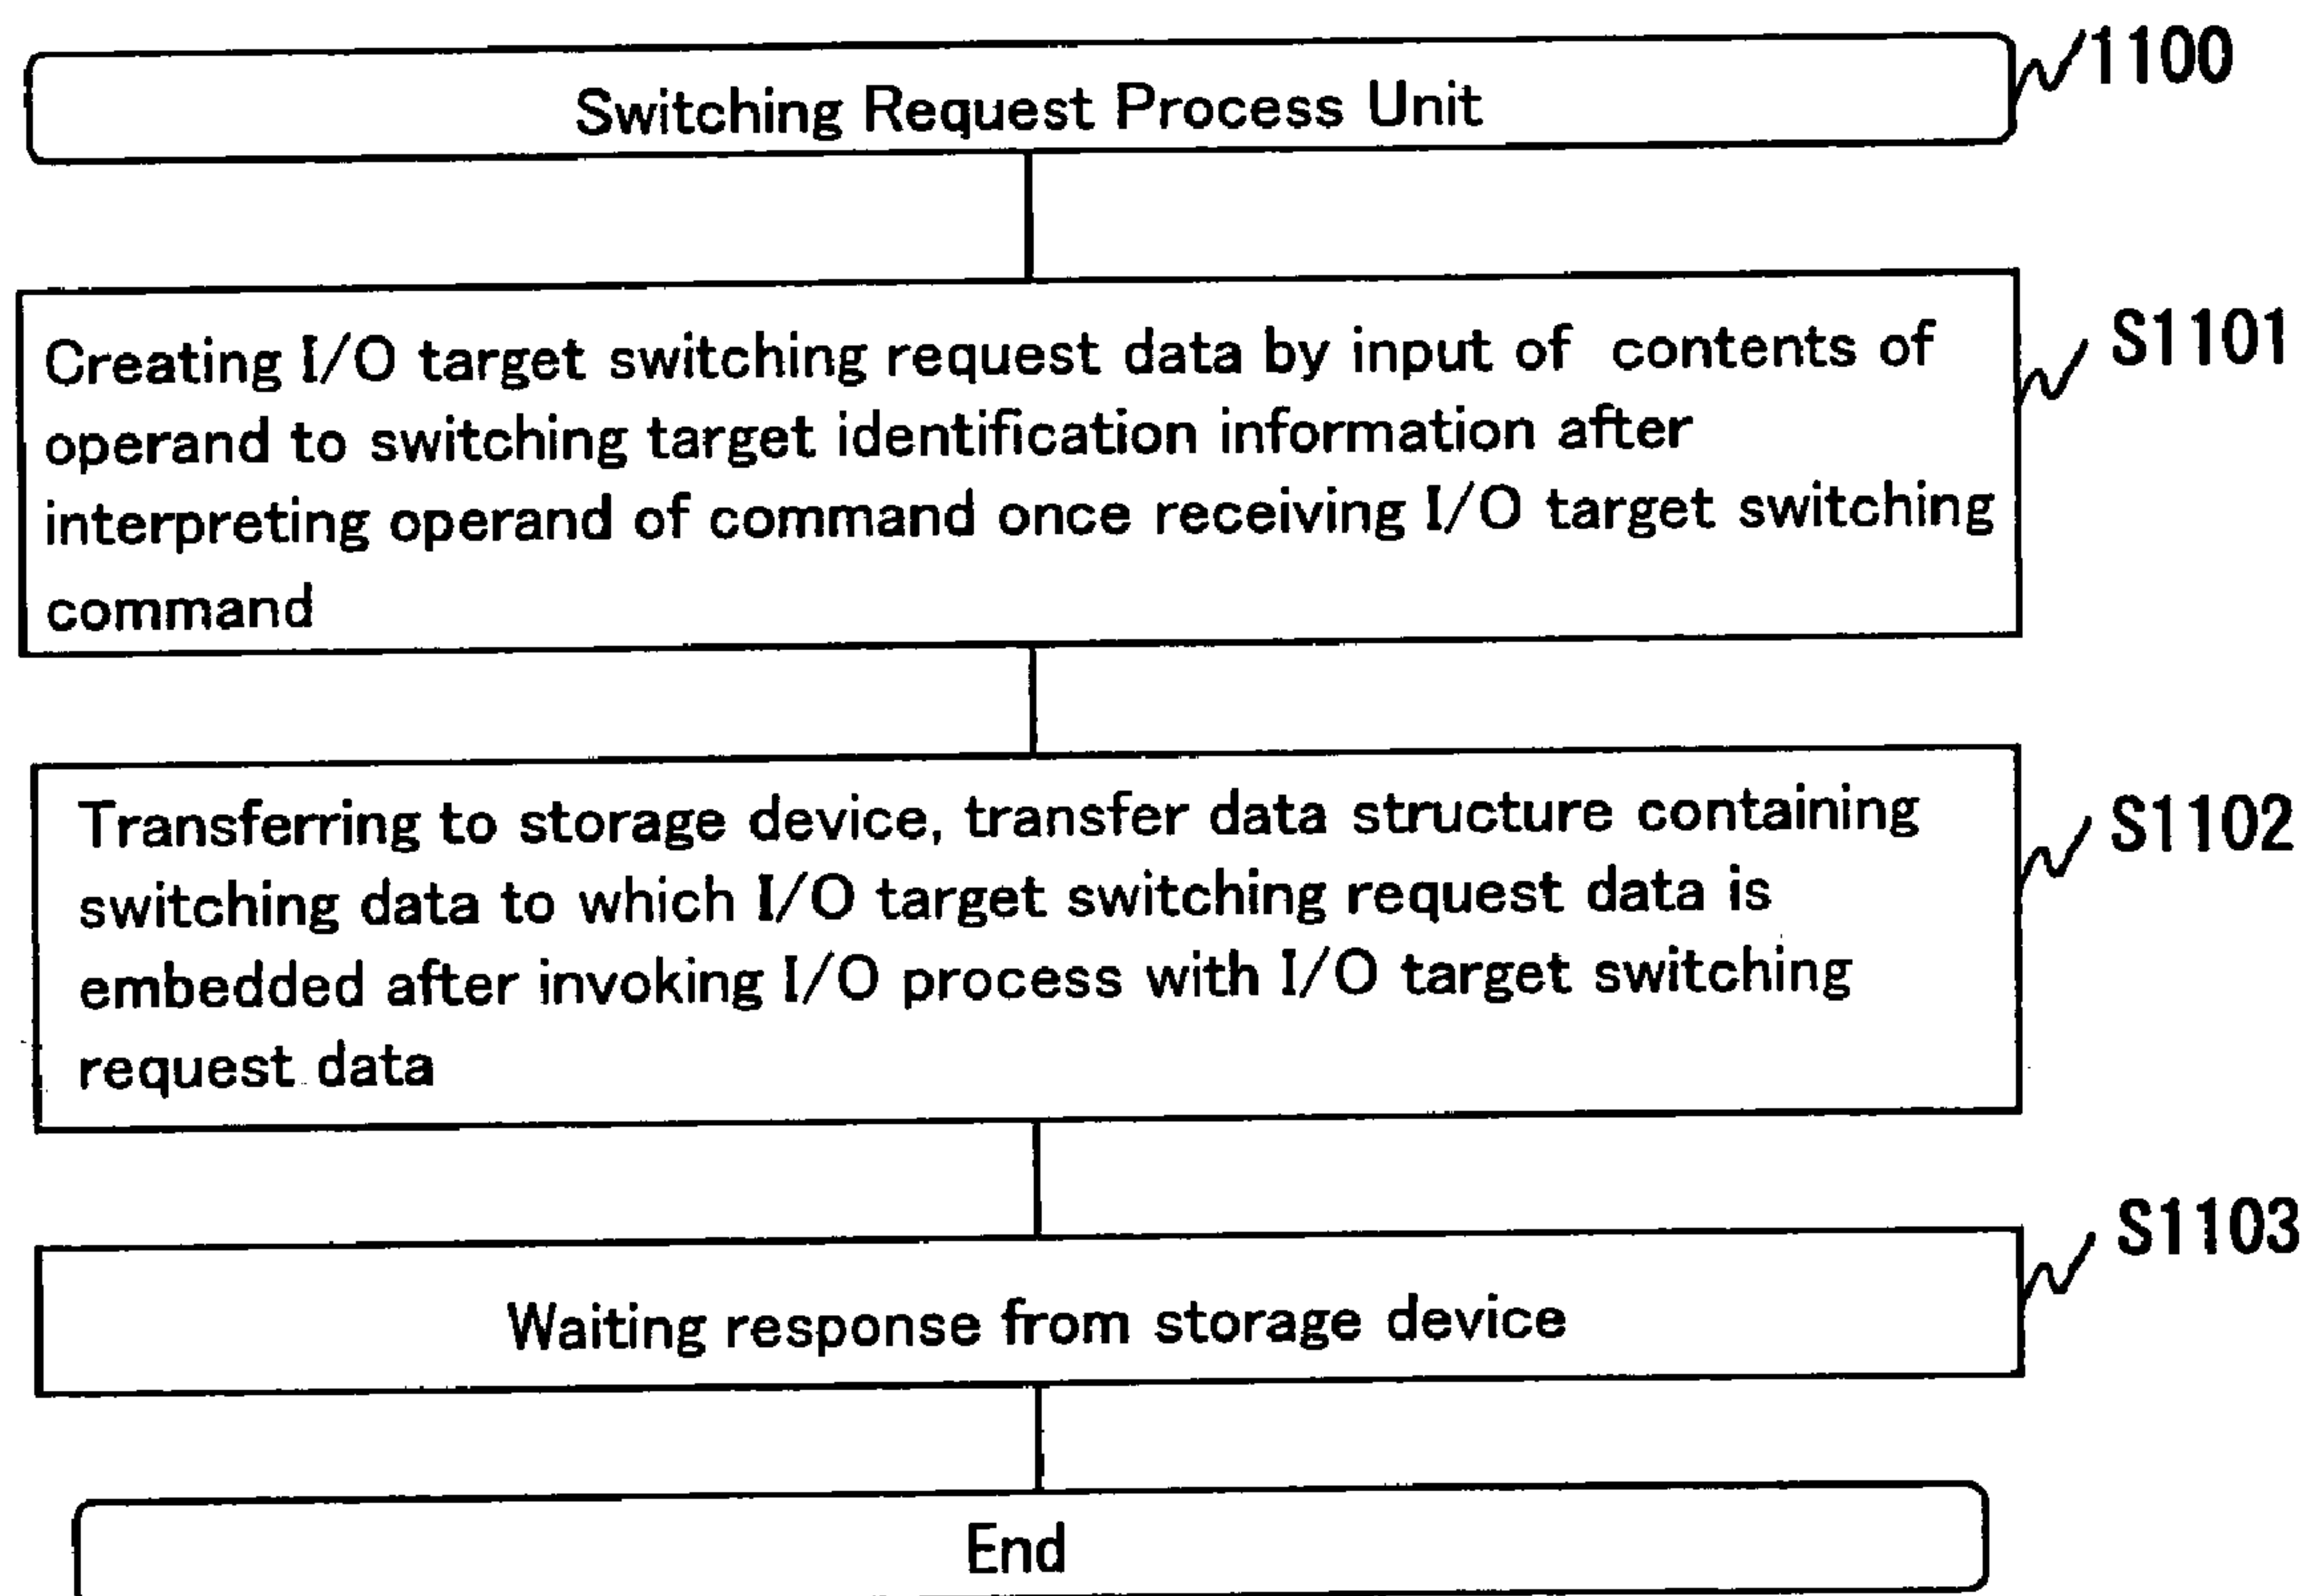 Switching Request Process Unit
1100
Creating I/O target switching request data by input of contents of
operand to switching target identification information after
interpreting operand of command once receiving I/O target switching
command
S1101
Transferring to storage device, transfer data structure containing
switching data to which I/O target switching request data is
embedded after invoking I/O process with I/O target switching
request data
S1102
Waiting response from storage device
S1103
End